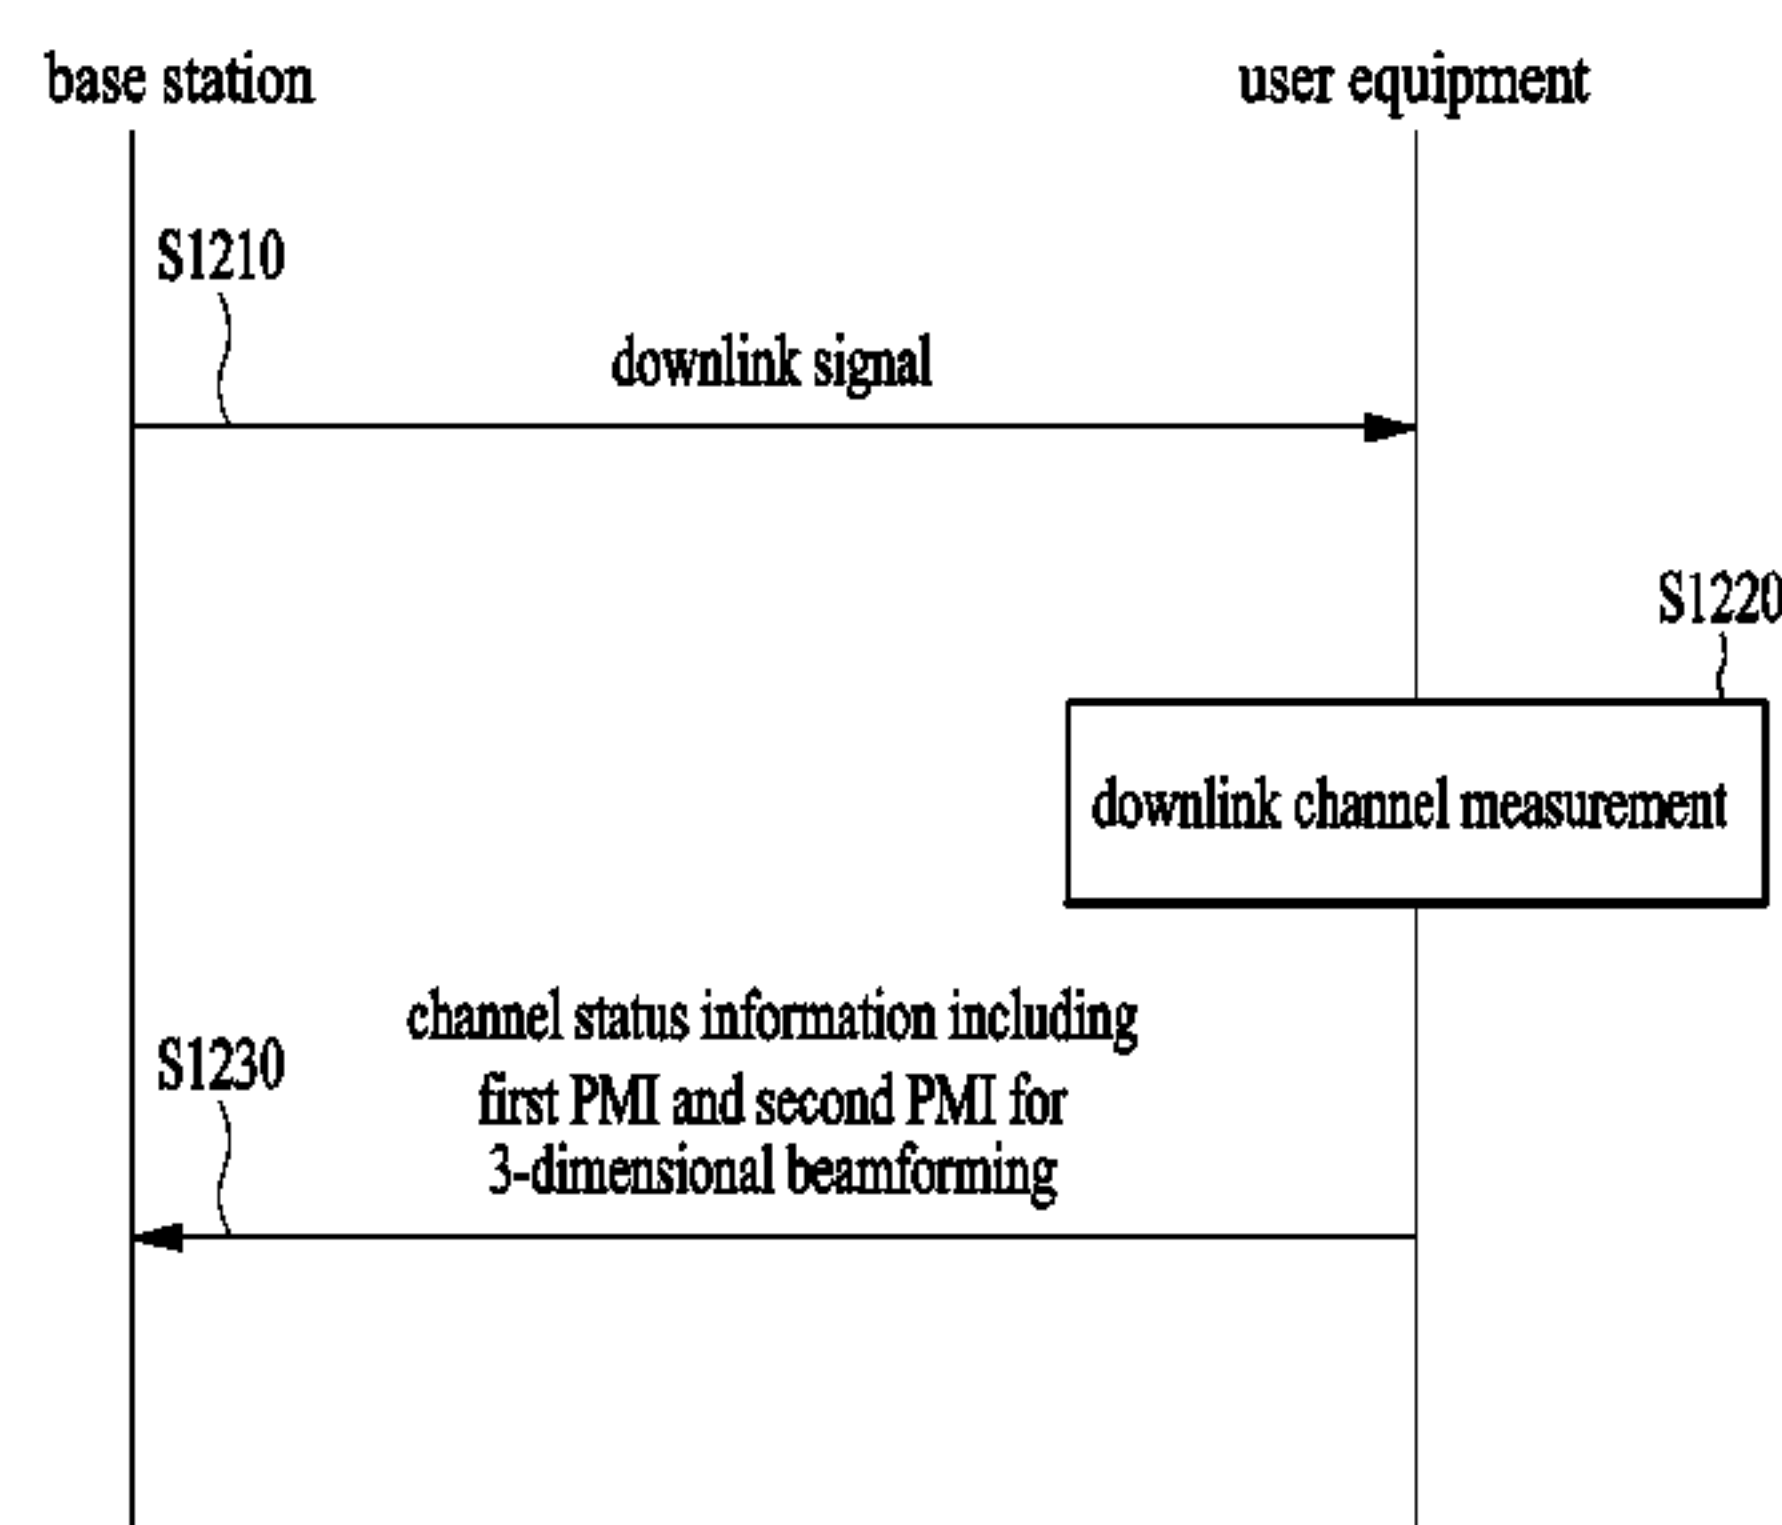 base station
user equipment
S1210
downlink signal
S1220
downlink channel measurement
channel status information including
S1230
first PMI and second PMI for
3-dimensional beamforming